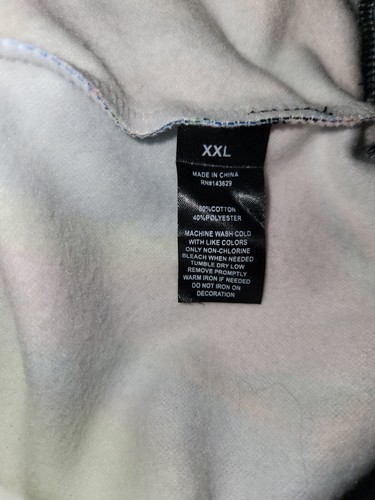 XXL
MADE IN CHINA
RN#143629
60%COTTON
40%POLYESTER
MACHINE WASH COLD
WITH LIKE COLORS
ONLY NON-CHLORINE
BLEACH WHEN NEEDED
TUMBLE DRY LOW
REMOVE PROMPTLY
WARM IRON IF NEEDED
DO NOT IRON ON
DECORATION